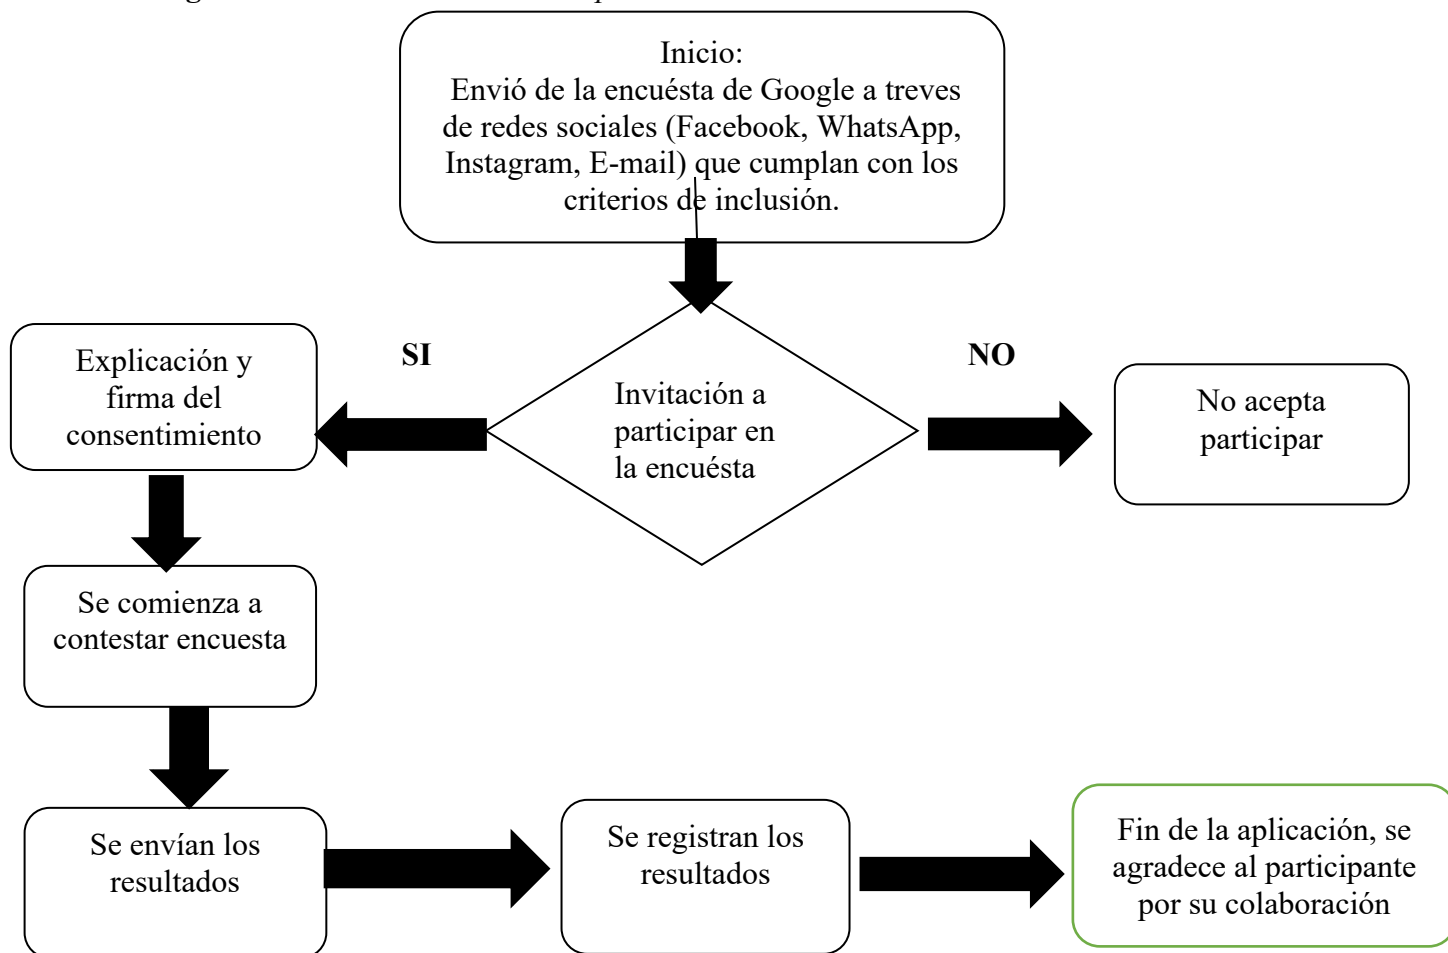 Inicio:
Envió de la encuésta de Google a treves
de redes sociales (Facebook, WhatsApp,
Instagram, E-mail) que cumplan con los
criterios de inclusión.
SI
NO
Explicación y
firma del
consentimiento
Invitación a
participar en
la encuésta
No acepta
participar
Se comienza a
contestar encuesta
Se envían los
resultados
Se registran los
resultados
Fin de la aplicación, se
agradece al participante
por su colaboración